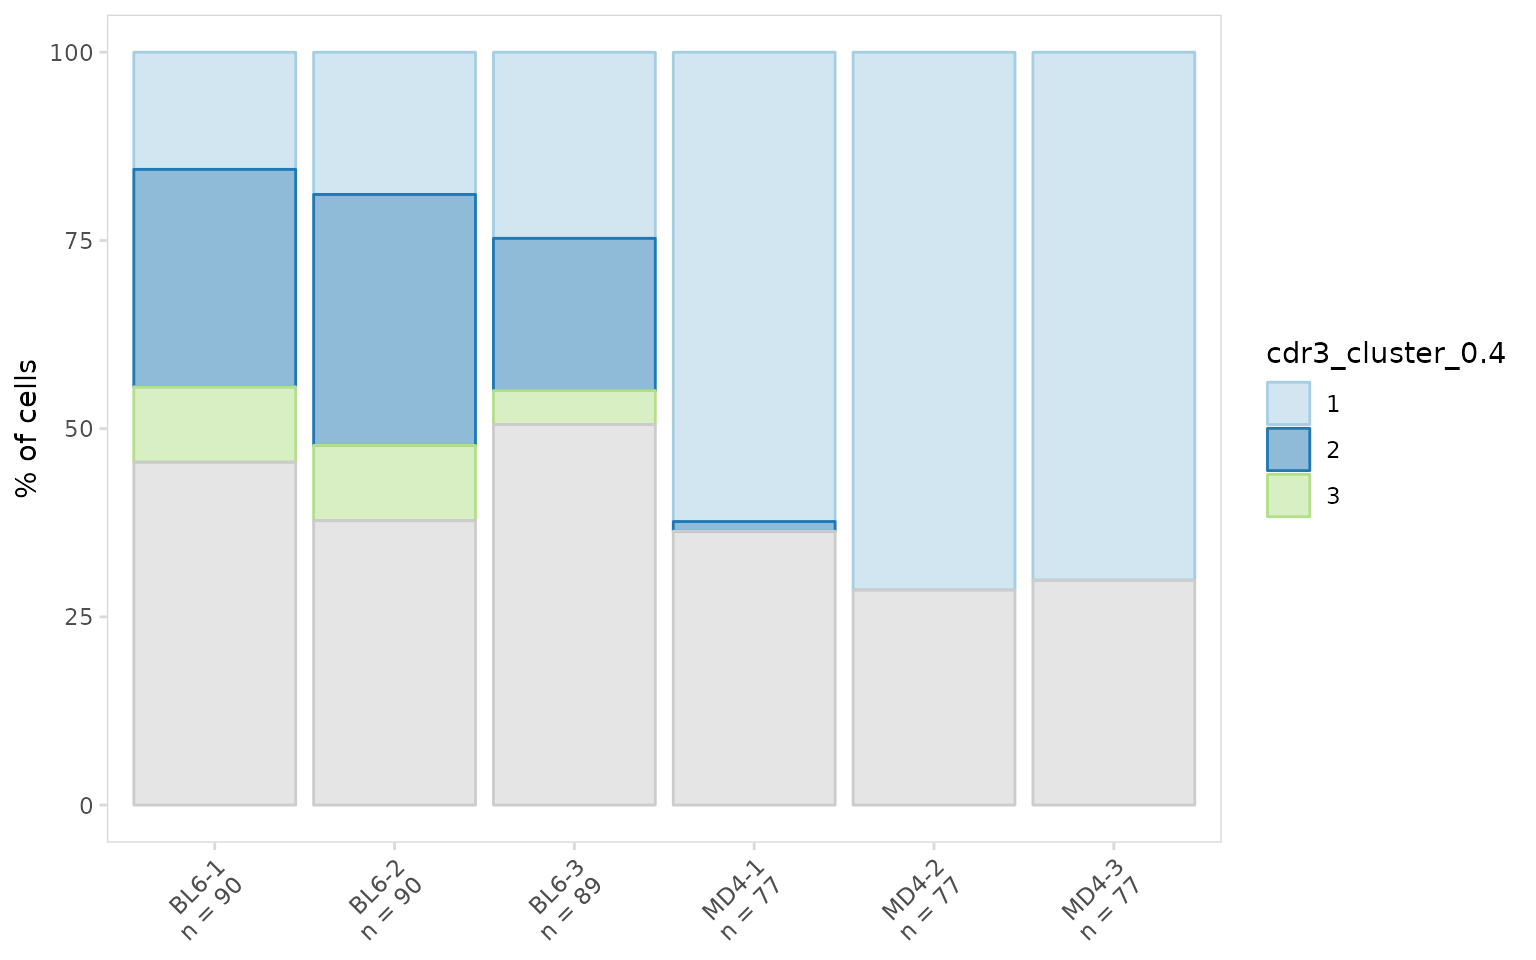 100
75
50
25
0
% of cells
BL6-1
n = 90
BL6-2
n = 90
BL6-3
n = 89
MD4-1
n = 77
MD4-2
n = 77
MD4-3
n = 77
cdr3_cluster_0.4
1
2
3